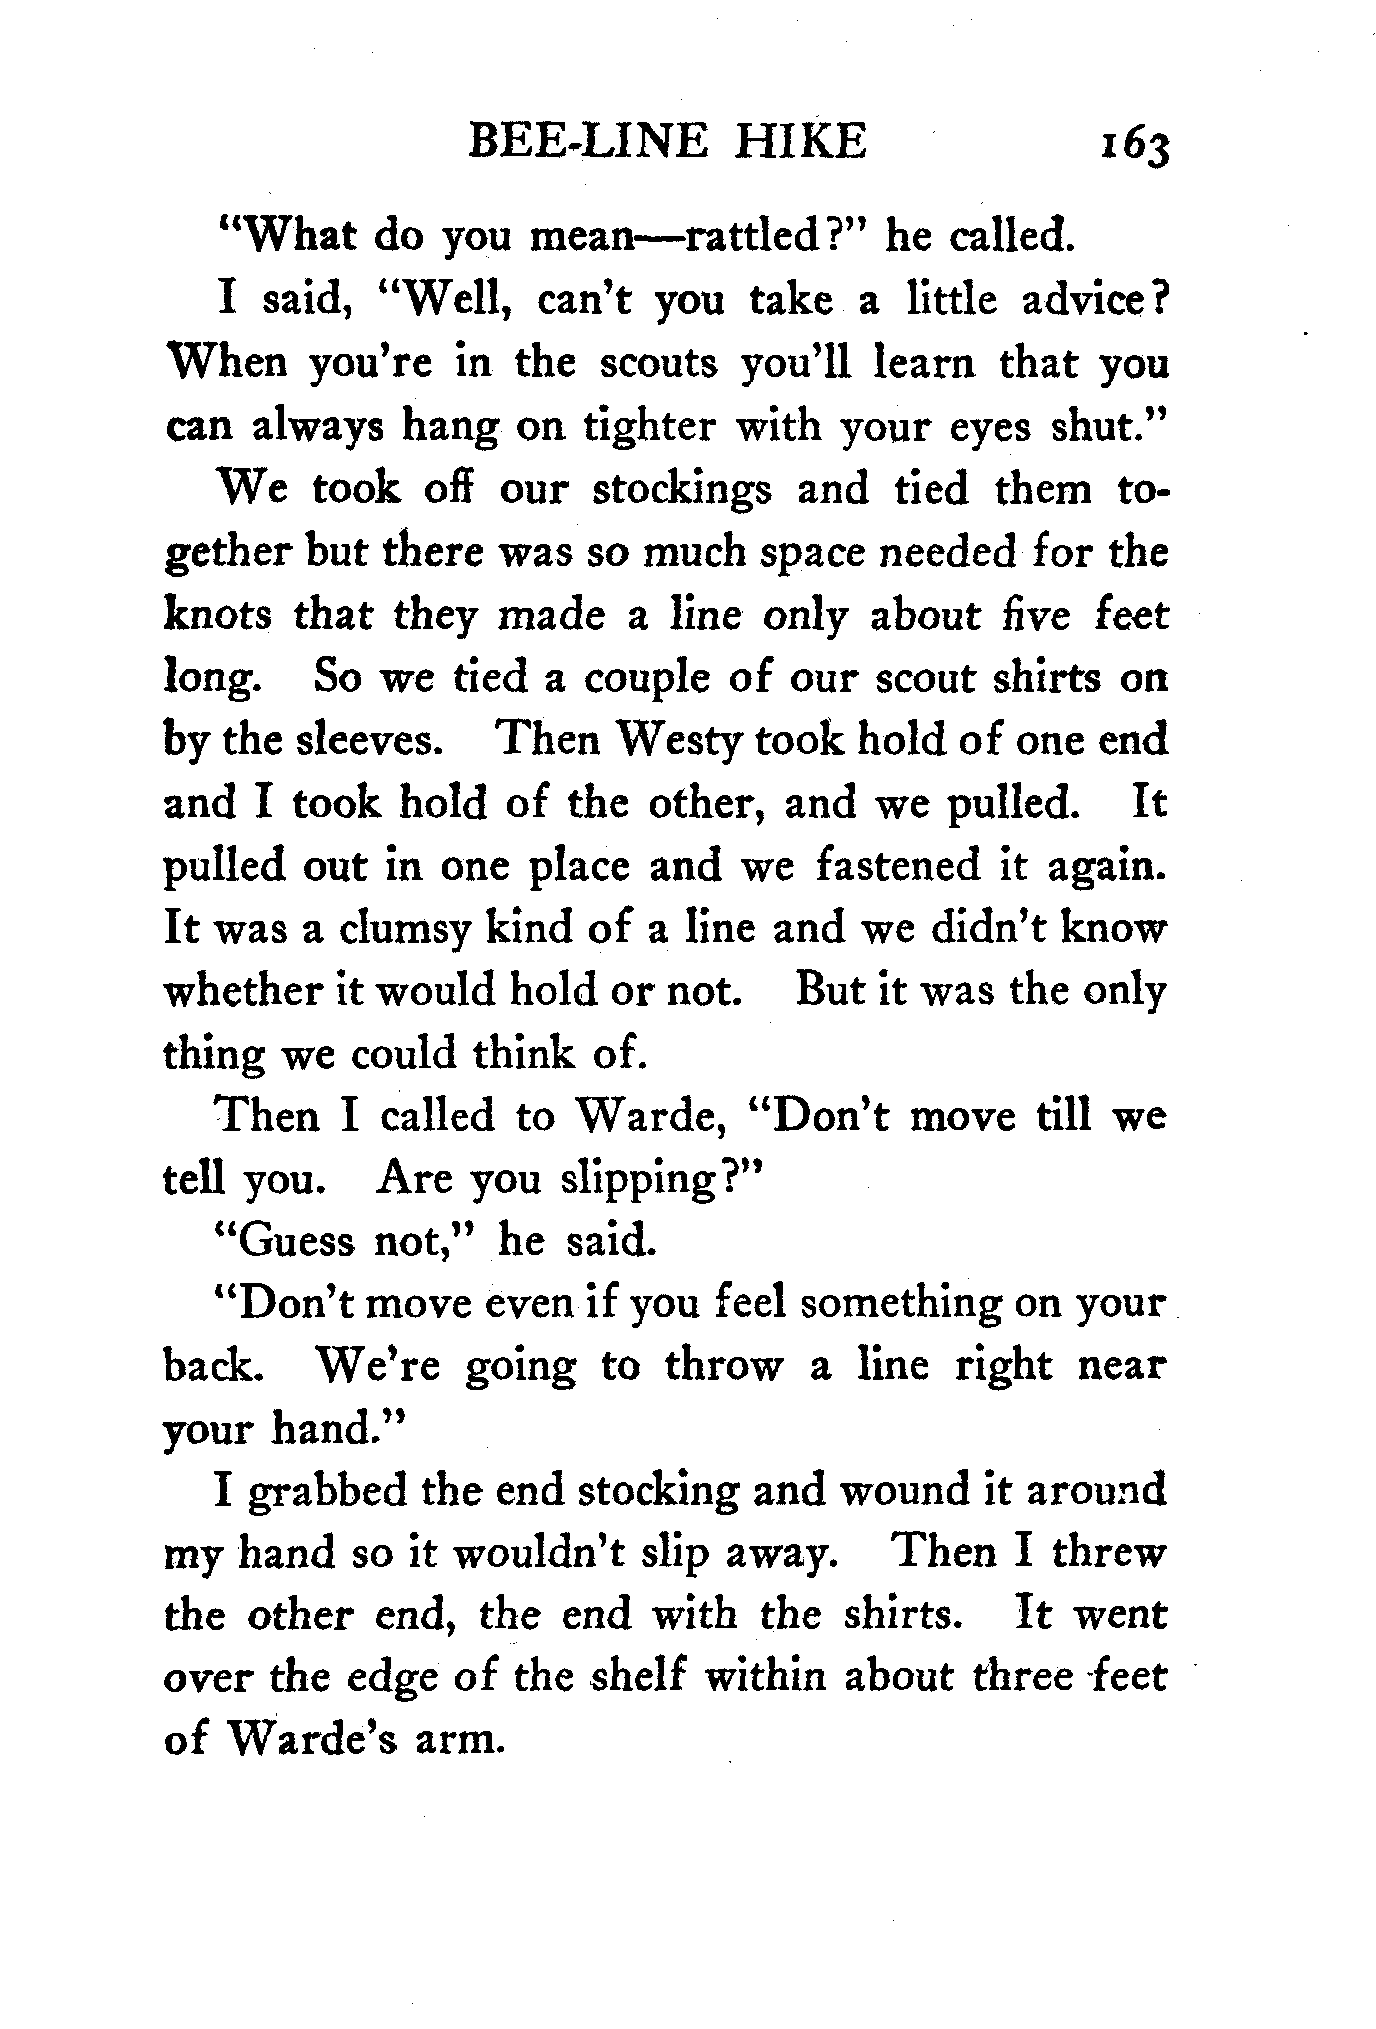 BEE-LINE HIKE 163
“What do you mean—rattled?” he called.
I said, “Well, can’t you take a little advice?
When you’re in the scouts you’ll learn that you
can always hang on tighter with your eyes shut.”
We took off our stockings and tied them to-
gether but there was so much space needed for the
knots that they made a line only about five feet
long. So we tied a couple of our scout shirts on
by the sleeves. Then Westy took hold of one end
and I took hold of the other, and we pulled. It
pulled out in one place and we fastened it again.
It was a clumsy kind of a line and we didn’t know
whether it would hold or not. But it was the only
thing we could think of.
Then I called to Warde, “Don’t move till we
tell you. Are you slipping?”
“Guess not,” he said.
“Don’t move even if you feel something on your
back. We’re going to throw a line right near
your hand.”
I grabbed the end stocking and wound it around
my hand so it wouldn’t slip away. Then I threw
the other end, the end with the shirts. It went
over the edge of the shelf within about three feet
of Warde’s arm.